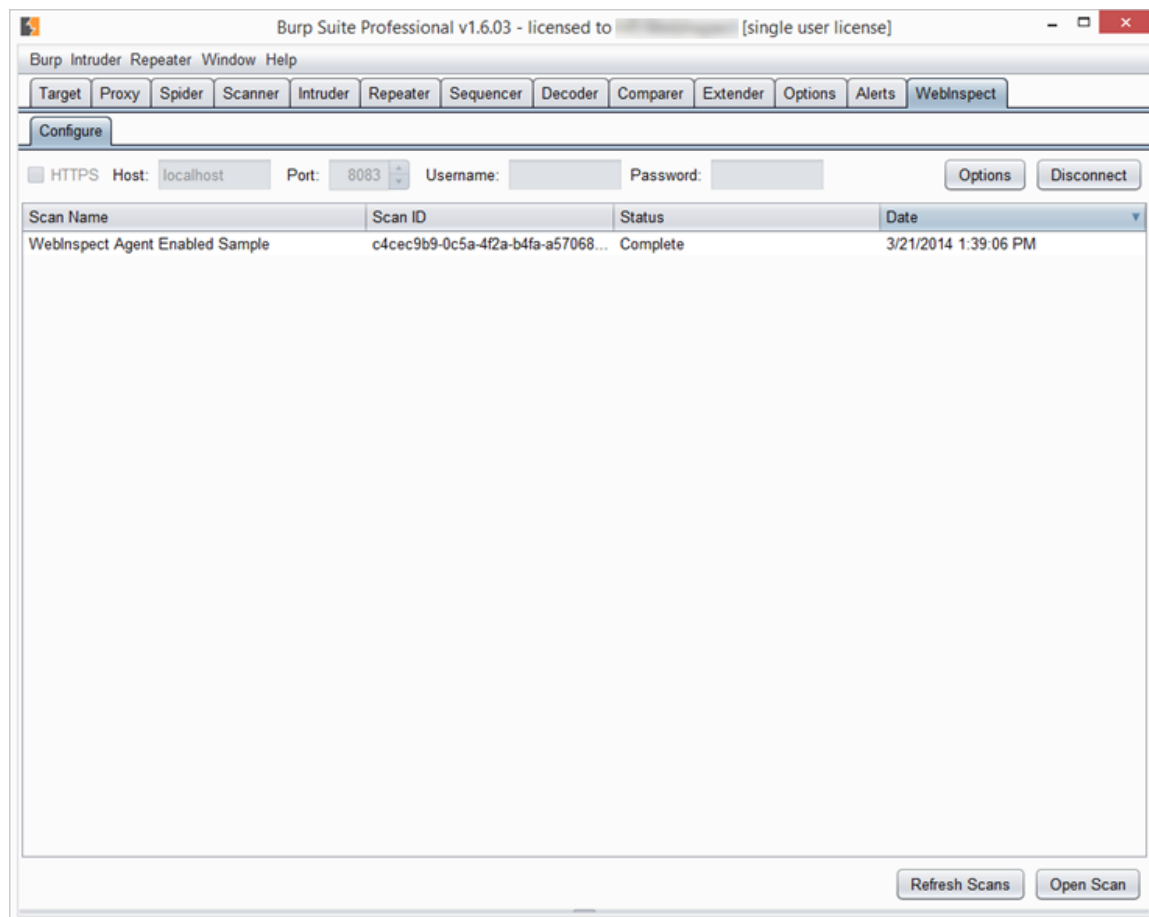 Burp Suite Professional v1.6.03 - licensed to [single user license]
Burp Intruder Repeater Window Help
Target Proxy Spider Scanner Intruder Repeater Sequencer Decoder Comparer Extender Options Alerts WebInspect
Configure
HTTPS Host: localhost Port: 8083 Username: Password: Options Disconnect
Scan Name Scan ID Status Date
WebInspect Agent Enabled Sample c4cec9b9-0c5a-4f2a-b4fa-a57068... Complete 3/21/2014 1:39:06 PM
Refresh Scans Open Scan